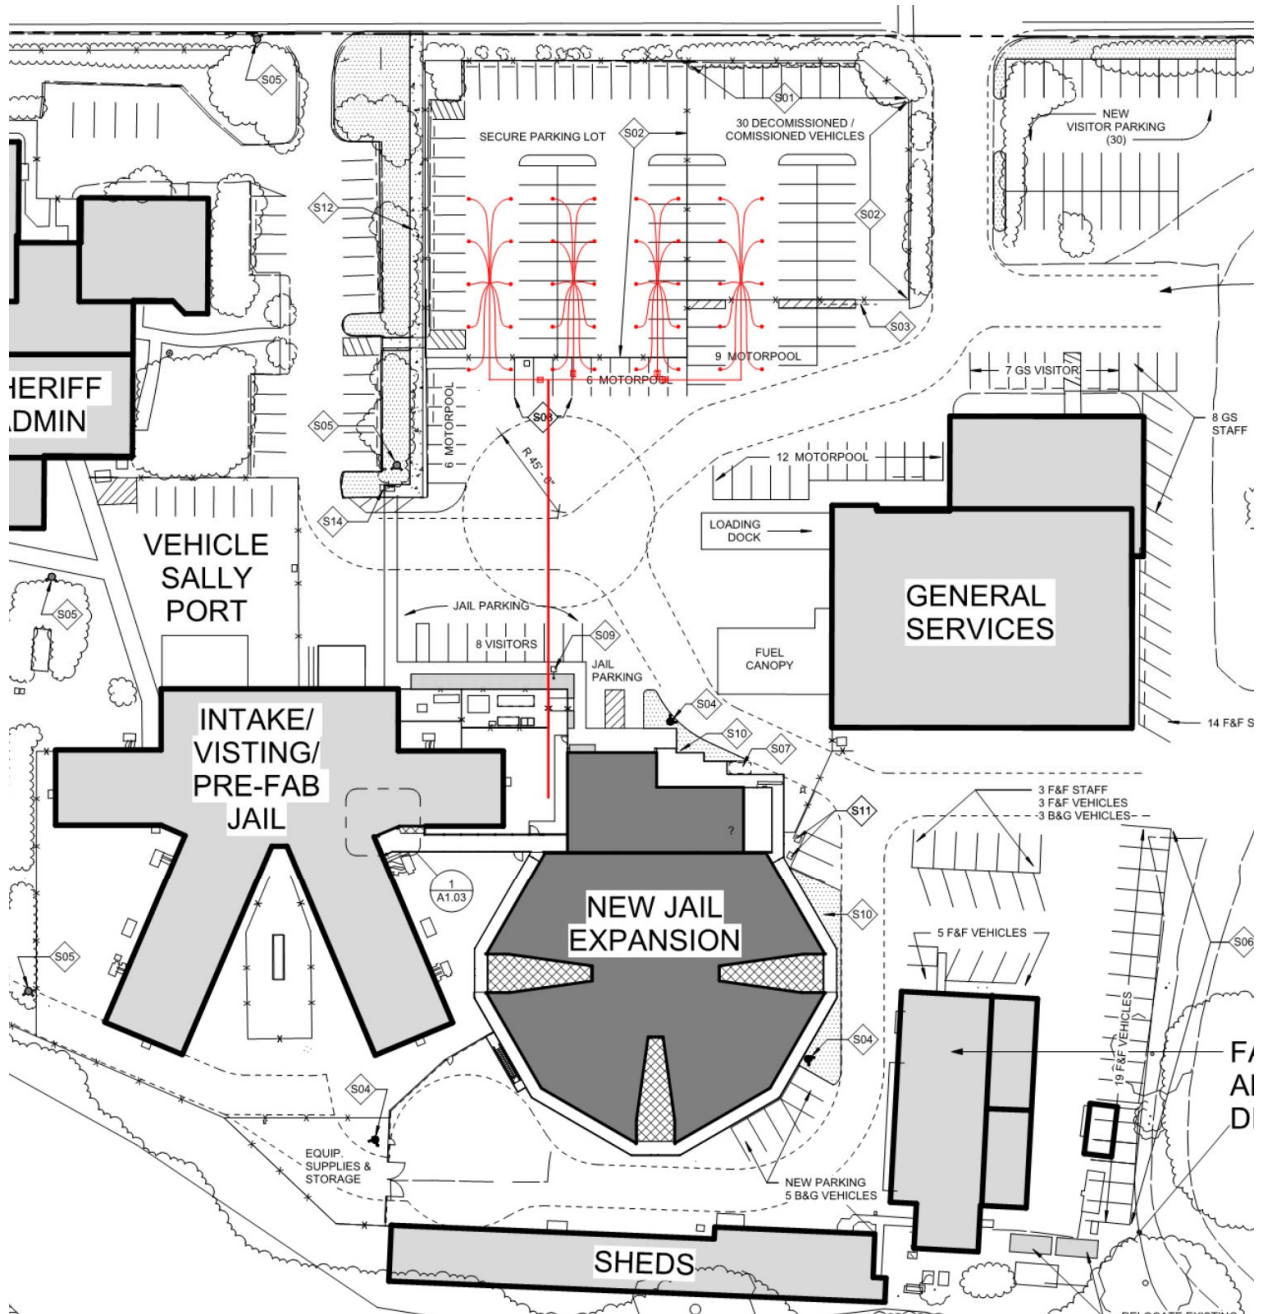 S05
S01
30 DECOMISSIONED /
COMISSIONED VEHICLES
NEW
VISITOR PARKING
(30)
SECURE PARKING LOT
S02
S12
S02
S03
9 MOTORPOOL
6 MOTORPOOL
7 GS VISITOR
HERIFF
DMIN
6 MOTORPOOL
S05
8 GS
STAFF
R 45' - 0"
12 MOTORPOOL
S14
LOADING
DOCK
VEHICLE
SALLY
PORT
GENERAL
SERVICES
S05
JAIL PARKING
8 VISITORS
S09
JAIL
PARKING
FUEL
CANOPY
INTAKE/
VISTING/
PRE-FAB
JAIL
S04
S10
S07
14 F&F S
3 F&F STAFF
3 F&F VEHICLES
3 B&G VEHICLES
S11
?
1
A1.03
NEW JAIL
EXPANSION
S10
5 F&F VEHICLES
S06
S05
19 F&F VEHICLES
S04
S04
FA
A
D
EQUIP.
SUPPLIES &
STORAGE
NEW PARKING
5 B&G VEHICLES
SHEDS